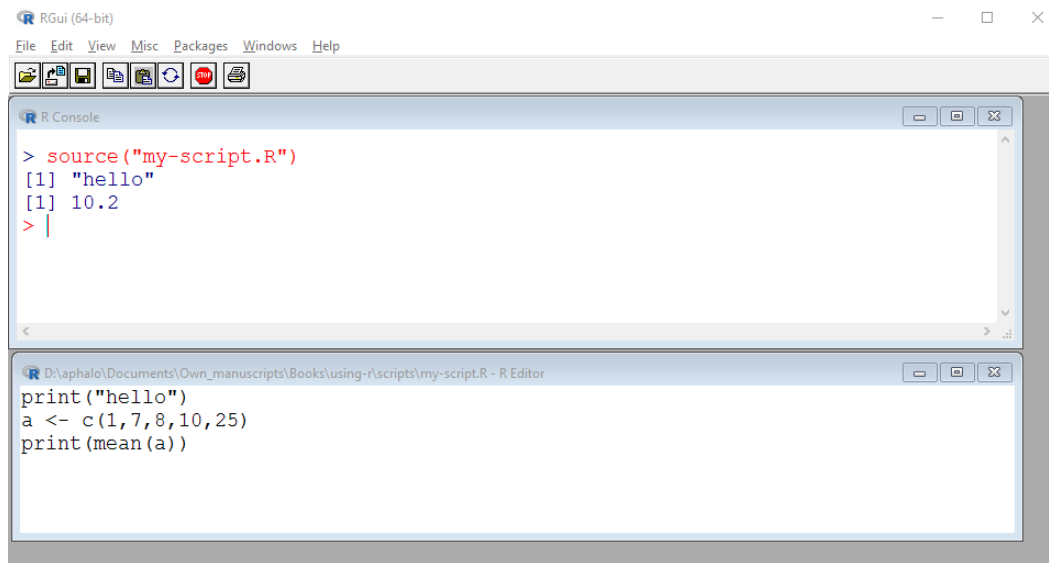 RGui (64-bit)
File Edit View Misc Packages Windows Help
STOP
R Console
> source("my-script.R")
[1] "hello"
[1] 10.2
>
D:\aphalo\Documents\Own_manuscripts\Books\using-r\scripts\my-script.R - R Editor
print("hello")
a <- c(1,7,8,10,25)
print(mean(a))